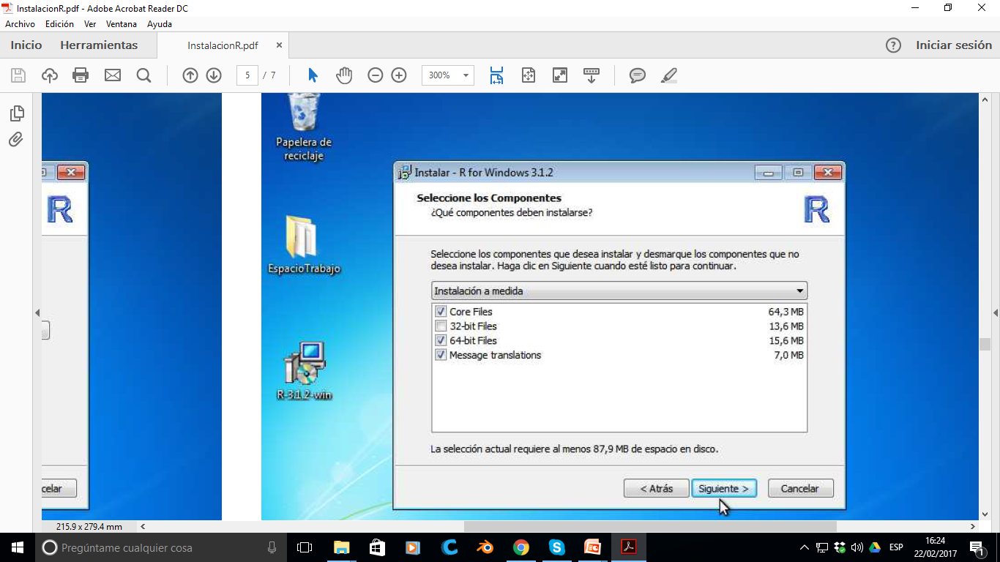 InstalacionR.pdf - Adobe Acrobat Reader DC
Archivo Edición Ver Ventana Ayuda
Inicio Herramientas InstalacionR.pdf × ? Iniciar sesión
5 / 7 300%
Papelera de
reciclaje
EspacioTrabajo
R-3.1.2-win
R
celar
Instalar - R for Windows 3.1.2
Seleccione los Componentes
¿Qué componentes deben instalarse?
R
Seleccione los componentes que desea instalar y desmarque los componentes que no
desea instalar. Haga clic en Siguiente cuando esté listo para continuar.
Instalación a medida
Core Files 64,3 MB
32-bit Files 13,6 MB
64-bit Files 15,6 MB
Message translations 7,0 MB
La selección actual requiere al menos 87,9 MB de espacio en disco.
< Atrás Siguiente > Cancelar
215.9 x 279.4 mm
Pregúntame cualquier cosa
ESP
16:24
22/02/2017
1